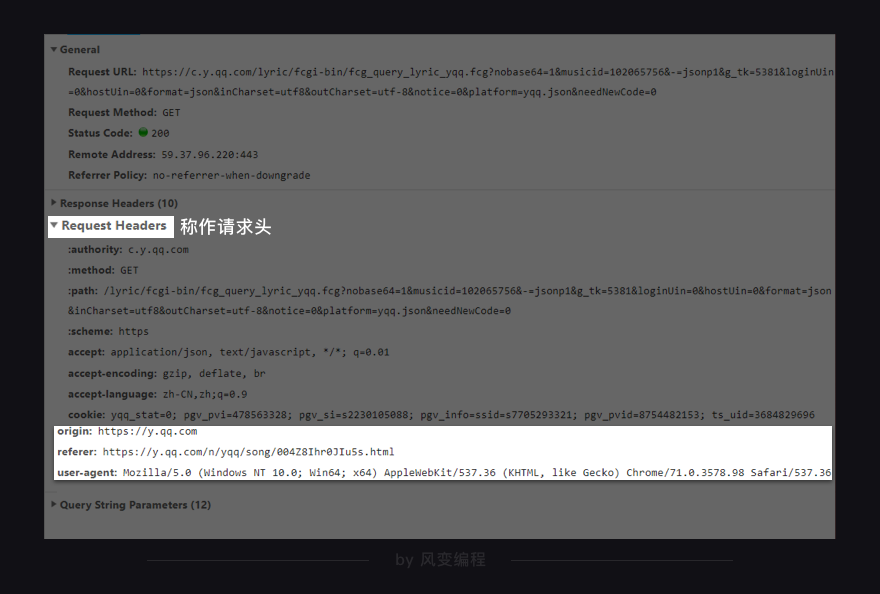 General
Request URL: https://c.y.qq.com/lyric/fcgi-bin/fcg_query_lyric_yqq.fcg?nobase64=1&musicid=102065756&-=jsonp1&g_tk=5381&loginUin
=0&hostUin=0&format=json&inCharset=utf8&outCharset=utf-8&notice=0&platform=yqq.json&needNewCode=0
Request Method: GET
Status Code: 200
Remote Address: 59.37.96.220:443
Referrer Policy: no-referrer-when-downgrade
Response Headers (10)
Request Headers 称作请求头
:authority: c.y.qq.com
:method: GET
:path: /lyric/fcgi-bin/fcg_query_lyric_yqq.fcg?nobase64=1&musicid=102065756&-=jsonp1&g_tk=5381&loginUin=0&hostUin=0&format=json
&inCharset=utf8&outCharset=utf-8&notice=0&platform=yqq.json&needNewCode=0
:scheme: https
accept: application/json, text/javascript, */*; q=0.01
accept-encoding: gzip, deflate, br
accept-language: zh-CN,zh;q=0.9
cookie: yqq_stat=0; pgv_pvi=478563328; pgv_si=s2230105088; pgv_info=ssid=s7705293321; pgv_pvid=8754482153; ts_uid=3684829696
origin: https://y.qq.com
referer: https://y.qq.com/n/yqq/song/004Z8Ihr0JIu5s.html
user-agent: Mozilla/5.0 (Windows NT 10.0; Win64; x64) AppleWebKit/537.36 (KHTML, like Gecko) Chrome/71.0.3578.98 Safari/537.36
Query String Parameters (12)
by 风变编程